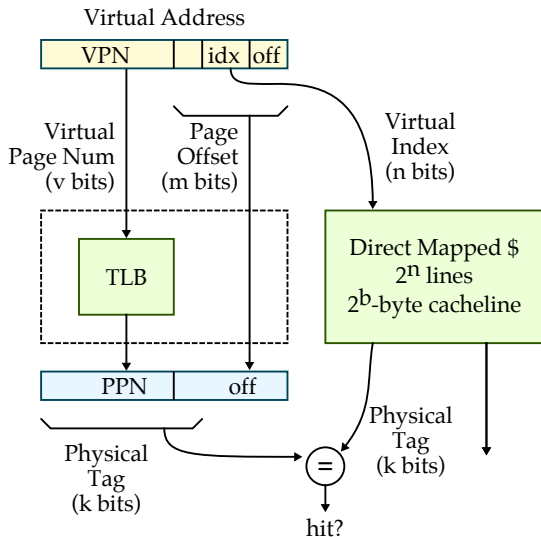 Virtual Address
VPN
idx
off
Virtual
Page Num
(v bits)
Page
Offset
(m bits)
Virtual
Index
(n bits)
TLB
Direct Mapped $
2ⁿ lines
2ᵇ-byte cacheline
PPN
off
Physical
Tag
(k bits)
=
Physical
Tag
(k bits)
hit?